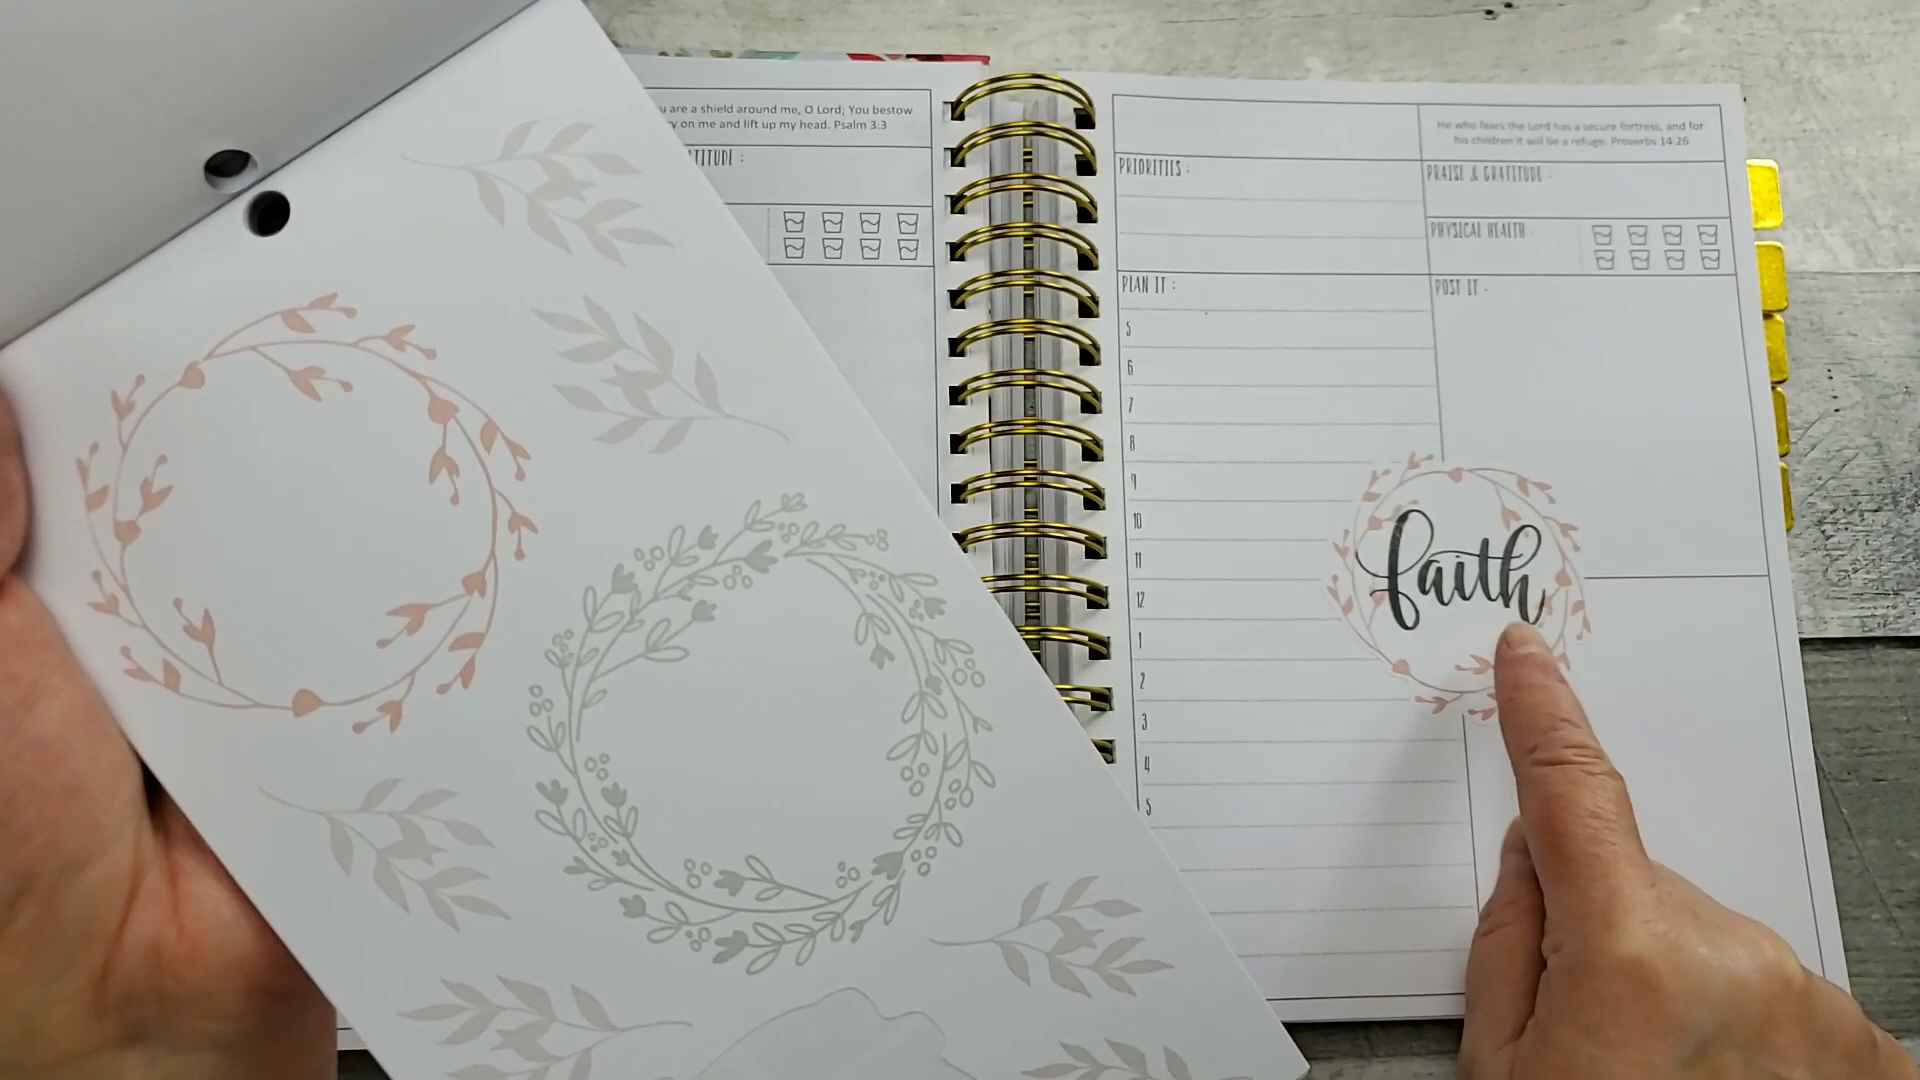 u are a shield around me, O Lord; You bestow
y on me and lift up my head. Psalm 3:3
TITUDE :
He who fears the Lord has a secure fortress, and for
his children it will be a refuge. Proverbs 14:26
PRIORITIES :
PRAISE & GRATITUDE :
PHYSICAL HEALTH :
PLAN IT :
POST IT :
5
6
7
8
9
10
11
12
1
2
3
4
5
faith